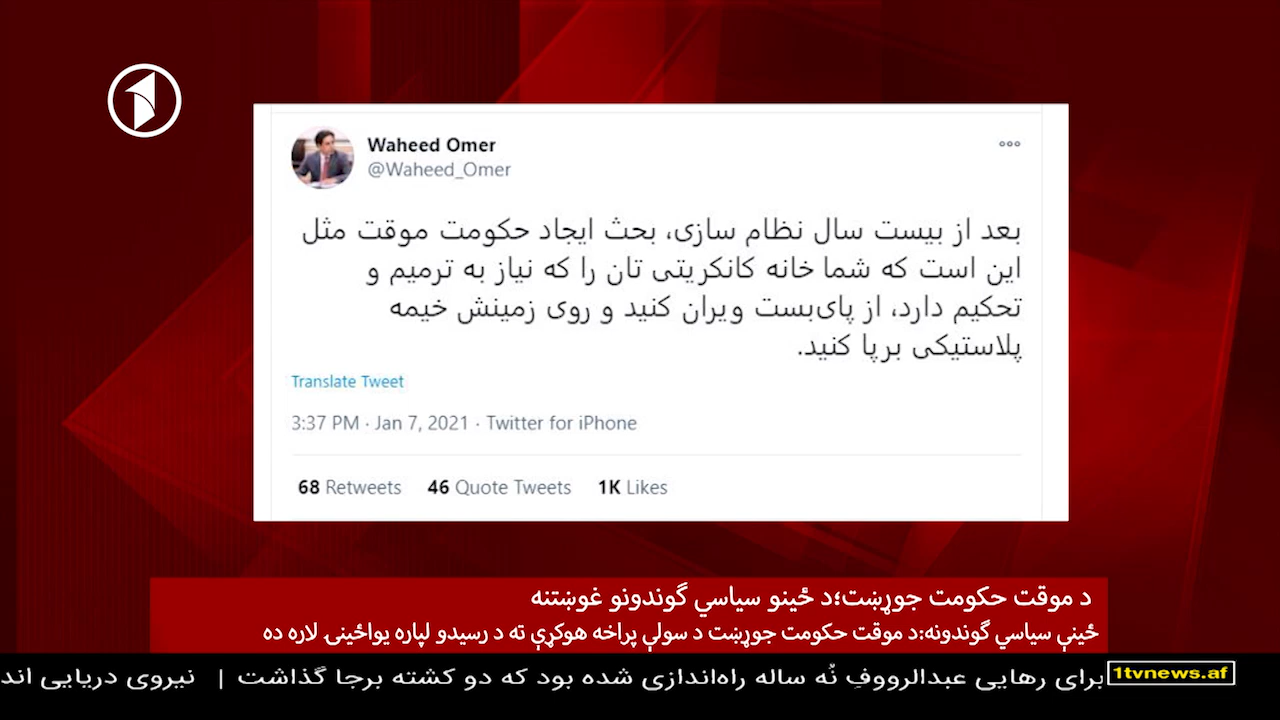 Waheed Omer
@Waheed_Omer
بعد از بیست سال نظام سازی، بحث ایجاد حکومت موقت مثل
این است که شما خانه کانکریتی تان را که نیاز به ترمیم و
تحکیم دارد، از پای‌بست ویران کنید و روی زمینش خیمه
پلاستیکی برپا کنید.
Translate Tweet
3:37 PM · Jan 7, 2021 · Twitter for iPhone
68 Retweets 46 Quote Tweets 1K Likes
د موقت حکومت جوړښت؛د ځینو سیاسي ګوندونو غوښتنه
ځینې سیاسي ګوندونه:د موقت حکومت جوړښت د سولې پراخه هوکړې ته د رسیدو لپاره یواځینۍ لاره ده
برای رهایی عبدالرووفِ نُه ساله راه‌اندازی شده بود که دو کشته برجا گذاشت | نیروی دریایی اند
1tvnews.af